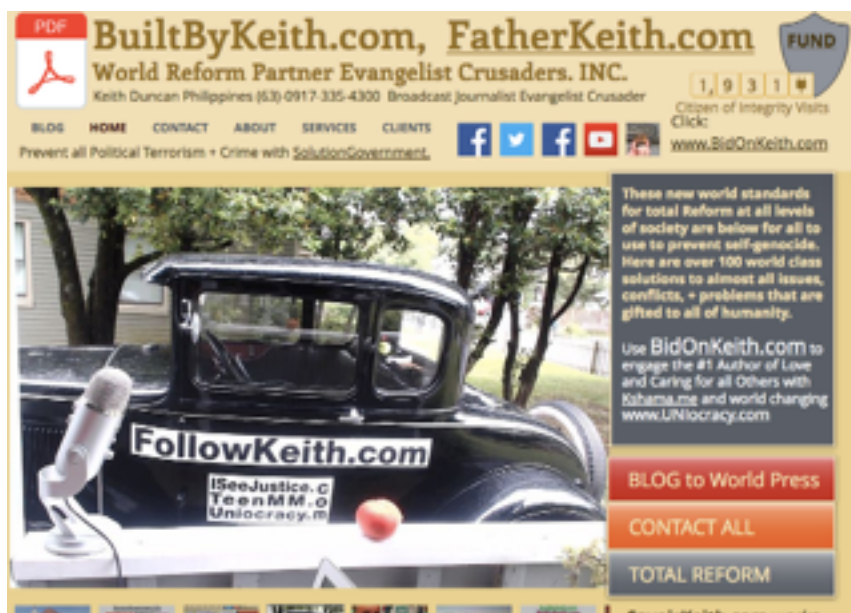 PDF
BuiltByKeith.com, FatherKeith.com
FUND
World Reform Partner Evangelist Crusaders. INC.
Keith Duncan Philippines (63) 0917-335-4300 Broadcast Journalist Evangelist Crusader
1,931
Citizen of Integrity Visits
Click:
www.BidOnKeith.com
BLOG HOME CONTACT ABOUT SERVICES CLIENTS
Prevent all Political Terrorism + Crime with SolutionGovernment.
These new world standards
for total Reform at all levels
of society are below for all to
use to prevent self-genocide.
Here are over 100 world class
solutions to almost all issues,
conflicts, + problems that are
gifted to all of humanity.
Use BidOnKeith.com to
engage the #1 Author of Love
and Caring for all Others with
Kshama.me and world changing
www.UNIocracy.com
FollowKeith.com
ISeeJustice.c
TeenMM.o
Uniocracy.m
BLOG to World Press
CONTACT ALL
TOTAL REFORM